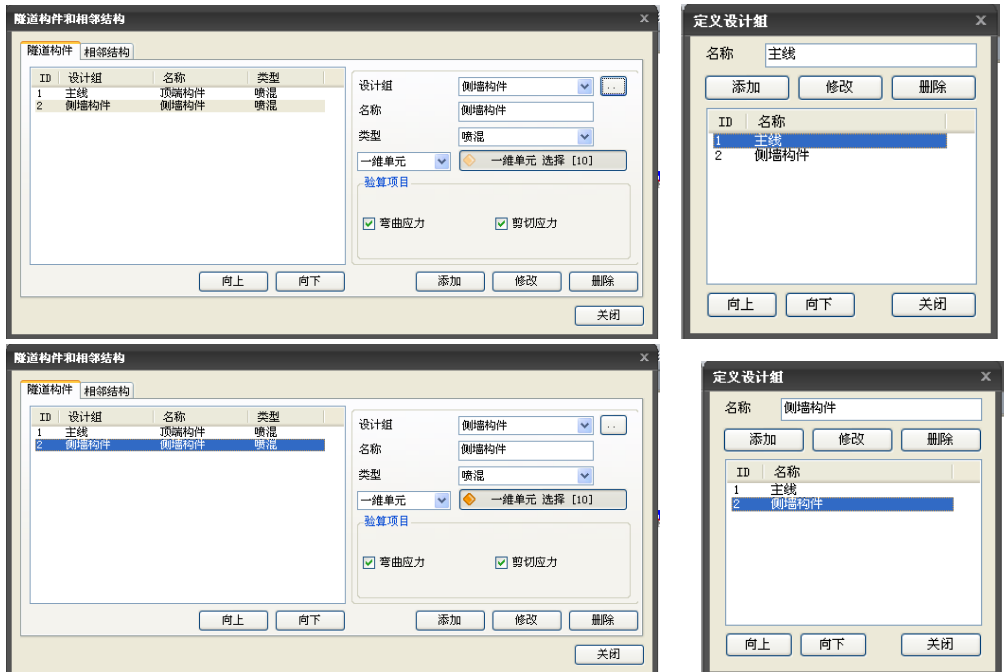 隧道构件和相邻结构
隧道构件 相邻结构
ID 设计组 名称 类型
1 主线 顶端构件 喷混
2 侧墙构件 侧墙构件 喷混
设计组 侧墙构件 ..
名称 侧墙构件
类型 喷混
一维单元 一维单元 选择 [10]
验算项目
弯曲应力 剪切应力
向上 向下 添加 修改 删除
关闭
定义设计组
名称 主线
添加 修改 删除
ID 名称
1 主线
2 侧墙构件
向上 向下 关闭
隧道构件和相邻结构
隧道构件 相邻结构
ID 设计组 名称 类型
1 主线 顶端构件 喷混
2 侧墙构件 侧墙构件 喷混
设计组 侧墙构件 ..
名称 侧墙构件
类型 喷混
一维单元 一维单元 选择 [10]
验算项目
弯曲应力 剪切应力
向上 向下 添加 修改 删除
关闭
定义设计组
名称 侧墙构件
添加 修改 删除
ID 名称
1 主线
2 侧墙构件
向上 向下 关闭